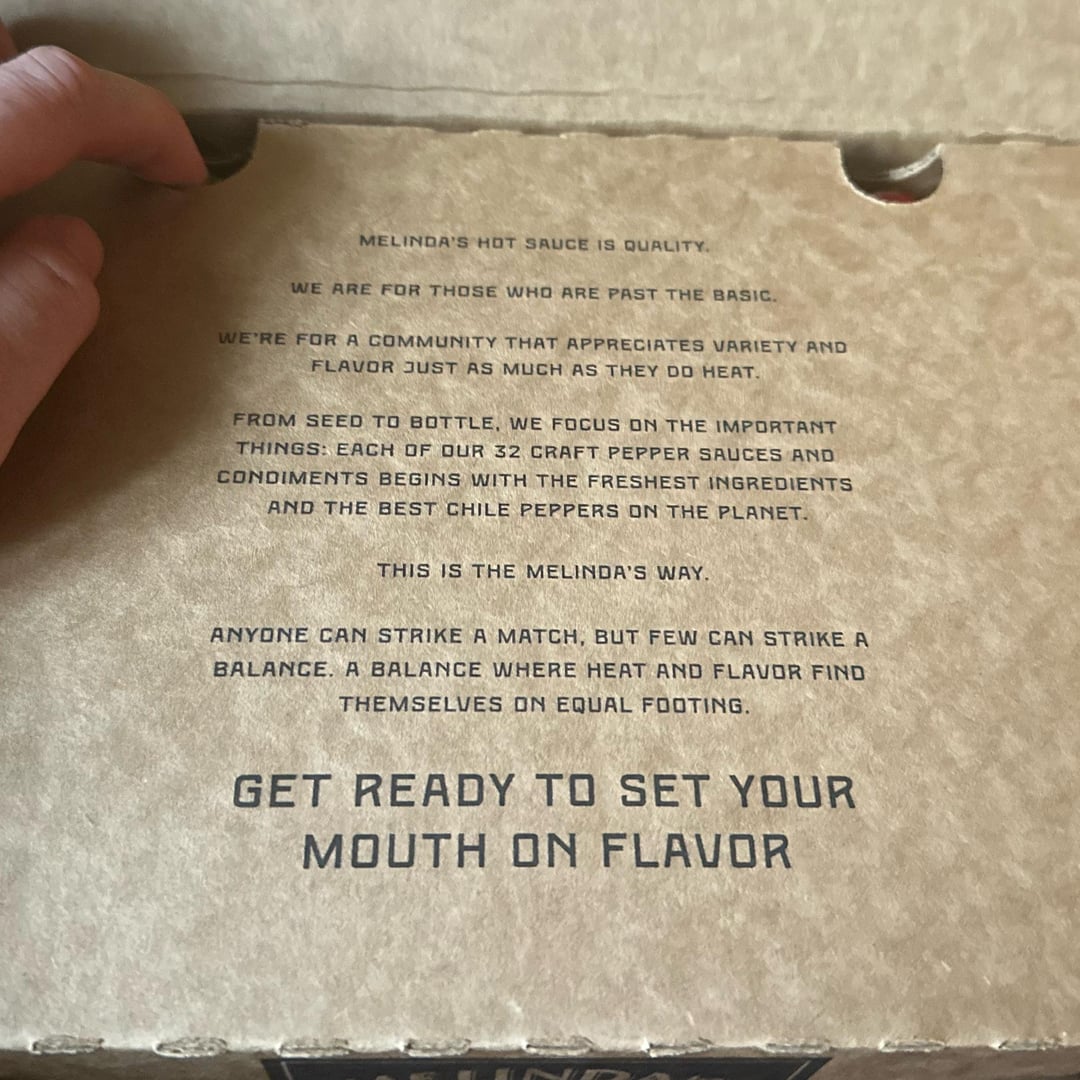 MELINDA'S HOT SAUCE IS QUALITY.
WE ARE FOR THOSE WHO ARE PAST THE BASIC.
WE'RE FOR A COMMUNITY THAT APPRECIATES VARIETY AND
FLAVOR JUST AS MUCH AS THEY DO HEAT.
FROM SEED TO BOTTLE, WE FOCUS ON THE IMPORTANT
THINGS: EACH OF OUR 32 CRAFT PEPPER SAUCES AND
CONDIMENTS BEGINS WITH THE FRESHEST INGREDIENTS
AND THE BEST CHILE PEPPERS ON THE PLANET.
THIS IS THE MELINDA'S WAY.
ANYONE CAN STRIKE A MATCH, BUT FEW CAN STRIKE A
BALANCE. A BALANCE WHERE HEAT AND FLAVOR FIND
THEMSELVES ON EQUAL FOOTING.
GET READY TO SET YOUR
MOUTH ON FLAVOR